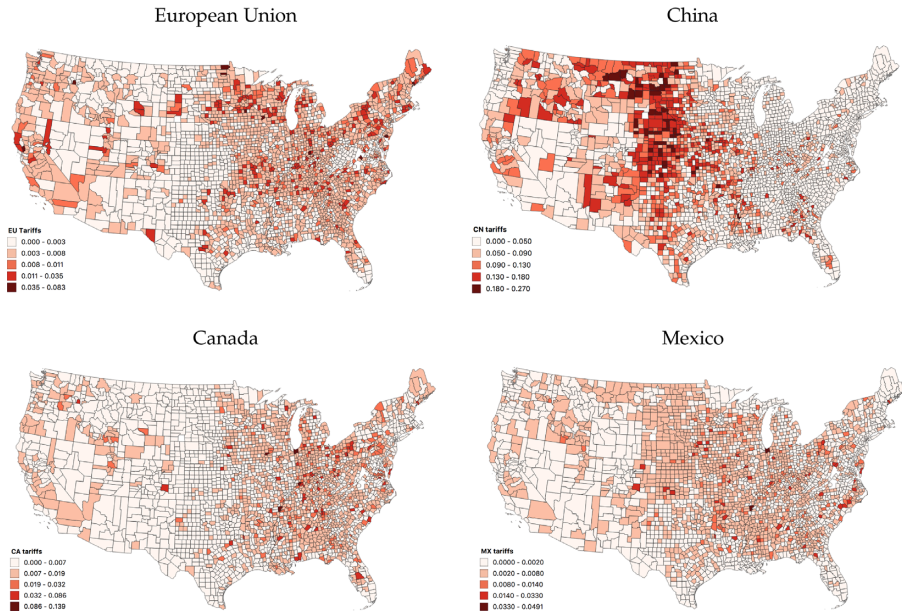 European Union
China
EU Tariffs
0.000 - 0.003
0.003 - 0.008
0.008 - 0.011
0.011 - 0.035
0.035 - 0.083
CN tariffs
0.000 - 0.050
0.050 - 0.090
0.090 - 0.130
0.130 - 0.180
0.180 - 0.270
Canada
Mexico
CA tariffs
0.000 - 0.007
0.007 - 0.019
0.019 - 0.032
0.032 - 0.086
0.086 - 0.139
MX tariffs
0.0000 - 0.0020
0.0020 - 0.0080
0.0080 - 0.0140
0.0140 - 0.0330
0.0330 - 0.0491